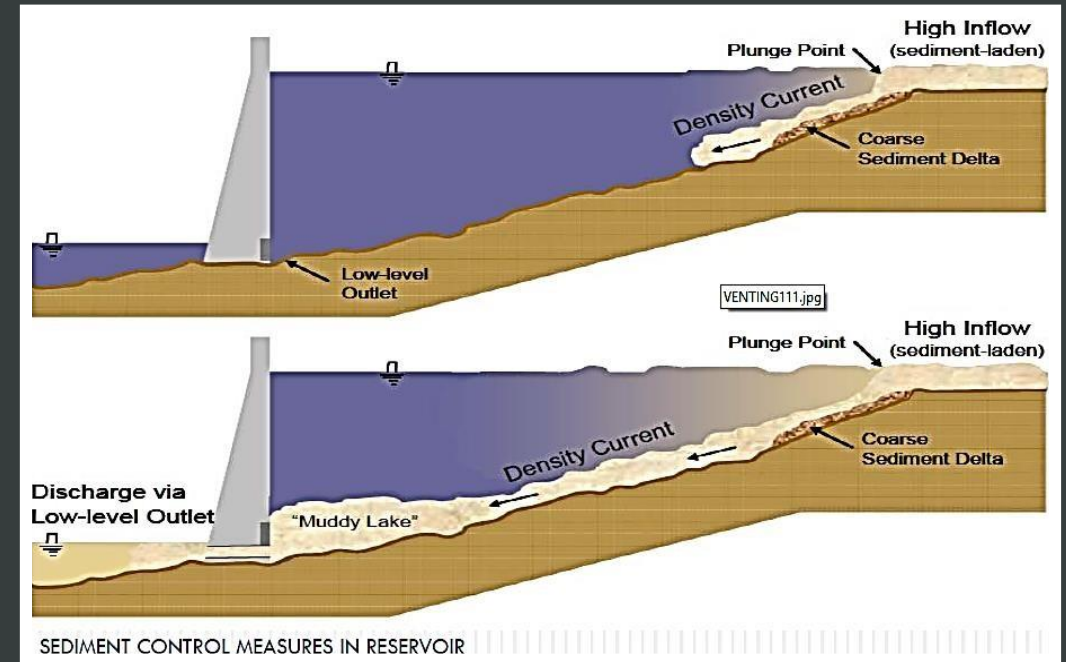 High Inflow
(sediment-laden)
Plunge Point
Density Current
Coarse
Sediment Delta
Low-level
Outlet
VENTING111.jpg
High Inflow
(sediment-laden)
Plunge Point
Density Current
Coarse
Sediment Delta
Discharge via
Low-level Outlet
"Muddy Lake"
SEDIMENT CONTROL MEASURES IN RESERVOIR